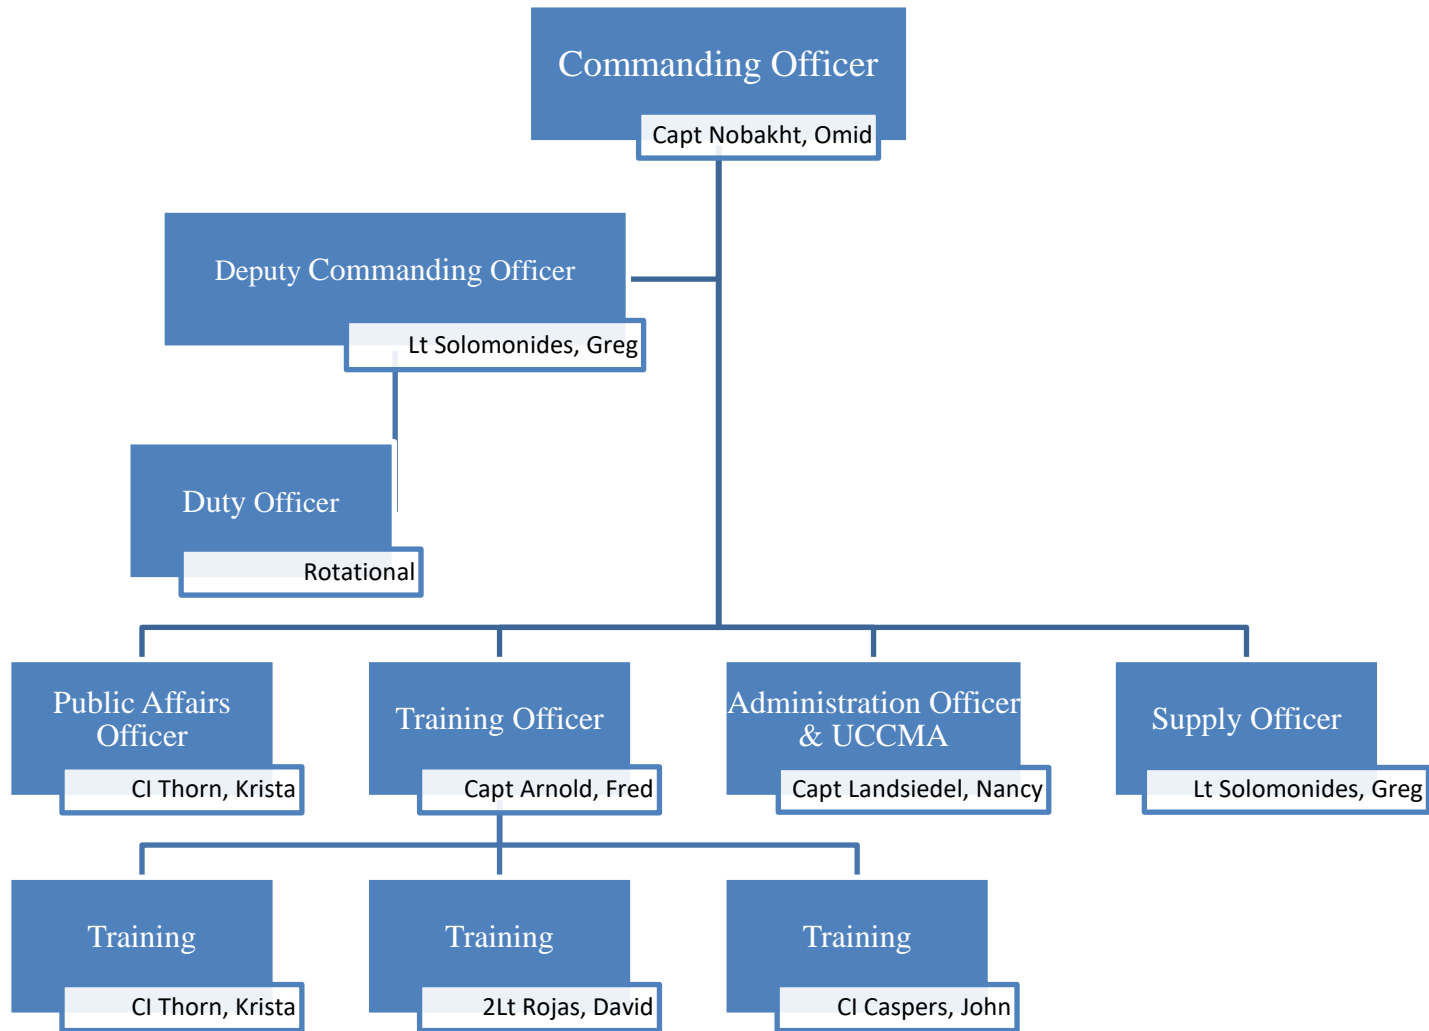 Commanding Officer
Capt Nobakht, Omid
Deputy Commanding Officer
Lt Solomonides, Greg
Duty Officer
Rotational
Public Affairs
Officer
CI Thorn, Krista
Training Officer
Capt Arnold, Fred
Administration Officer
& UCCMA
Capt Landsiedel, Nancy
Supply Officer
Lt Solomonides, Greg
Training
CI Thorn, Krista
Training
2Lt Rojas, David
Training
CI Caspers, John